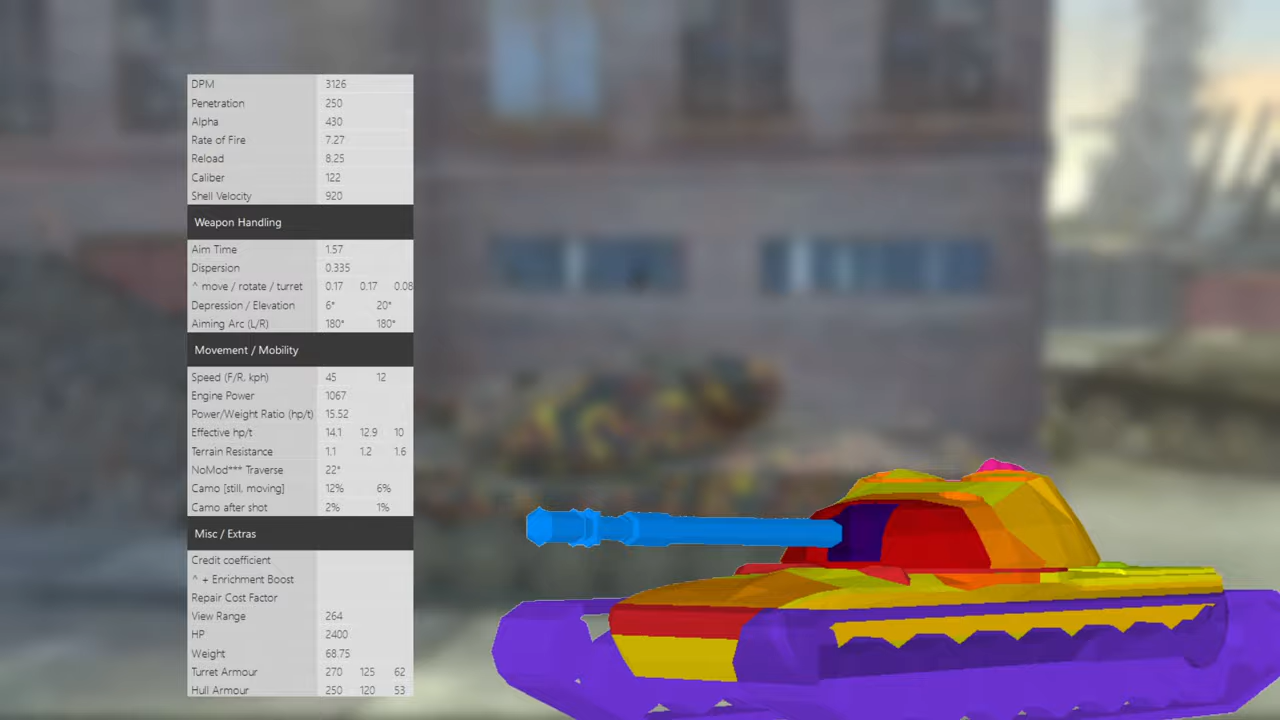 DPM 3126
Penetration 250
Alpha 430
Rate of Fire 7.27
Reload 8.25
Caliber 122
Shell Velocity 920
Weapon Handling
Aim Time 1.57
Dispersion 0.335
^ move / rotate / turret 0.17 0.17 0.08
Depression / Elevation 6° 20°
Aiming Arc (L/R) 180° 180°
Movement / Mobility
Speed (F/R, kph) 45 12
Engine Power 1067
Power/Weight Ratio (hp/t) 15.52
Effective hp/t 14.1 12.9 10
Terrain Resistance 1.1 1.2 1.6
NoMod*** Traverse 22°
Camo [still, moving] 12% 6%
Camo after shot 2% 1%
Misc / Extras
Credit coefficient
^ + Enrichment Boost
Repair Cost Factor
View Range 264
HP 2400
Weight 68.75
Turret Armour 270 125 62
Hull Armour 250 120 53